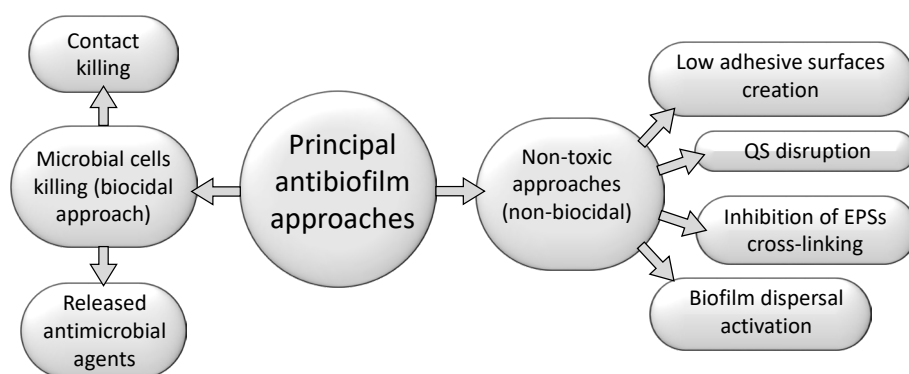 Contact
killing
Microbial cells
killing (biocidal
approach)
Released
antimicrobial
agents
Principal
antibiofilm
approaches
Non-toxic
approaches
(non-biocidal)
Low adhesive surfaces
creation
QS disruption
Inhibition of EPSs
cross-linking
Biofilm dispersal
activation